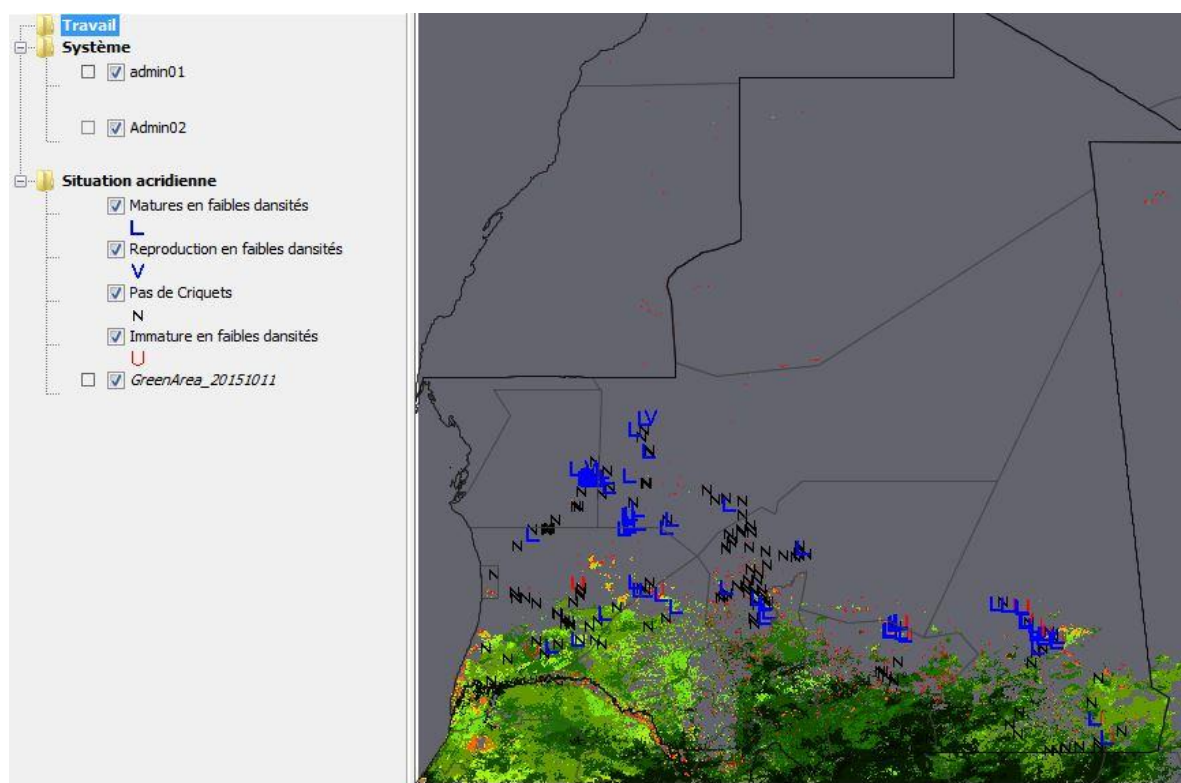 Travail
Système
admin01
Admin02
Situation acridienne
Matures en faibles dansités
L
Reproduction en faibles dansités
V
Pas de Criquets
N
Immature en faibles dansités
U
GreenArea_20151011